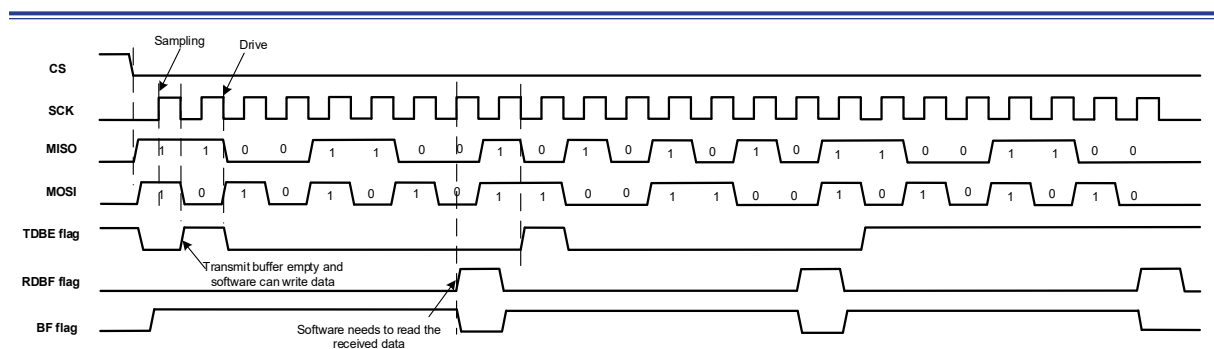 Sampling
Drive
CS
SCK
MISO 1 1 0 0 1 1 0 0 1 0 1 0 1 0 1 0 1 1 0 0 1 1 0 0
MOSI 1 0 1 0 1 0 1 0 1 1 0 0 1 1 0 0 1 0 1 0 1 0 1 0
TDBE flag
Transmit buffer empty and
software can write data
RDBF flag
BF flag
Software needs to read the
received data